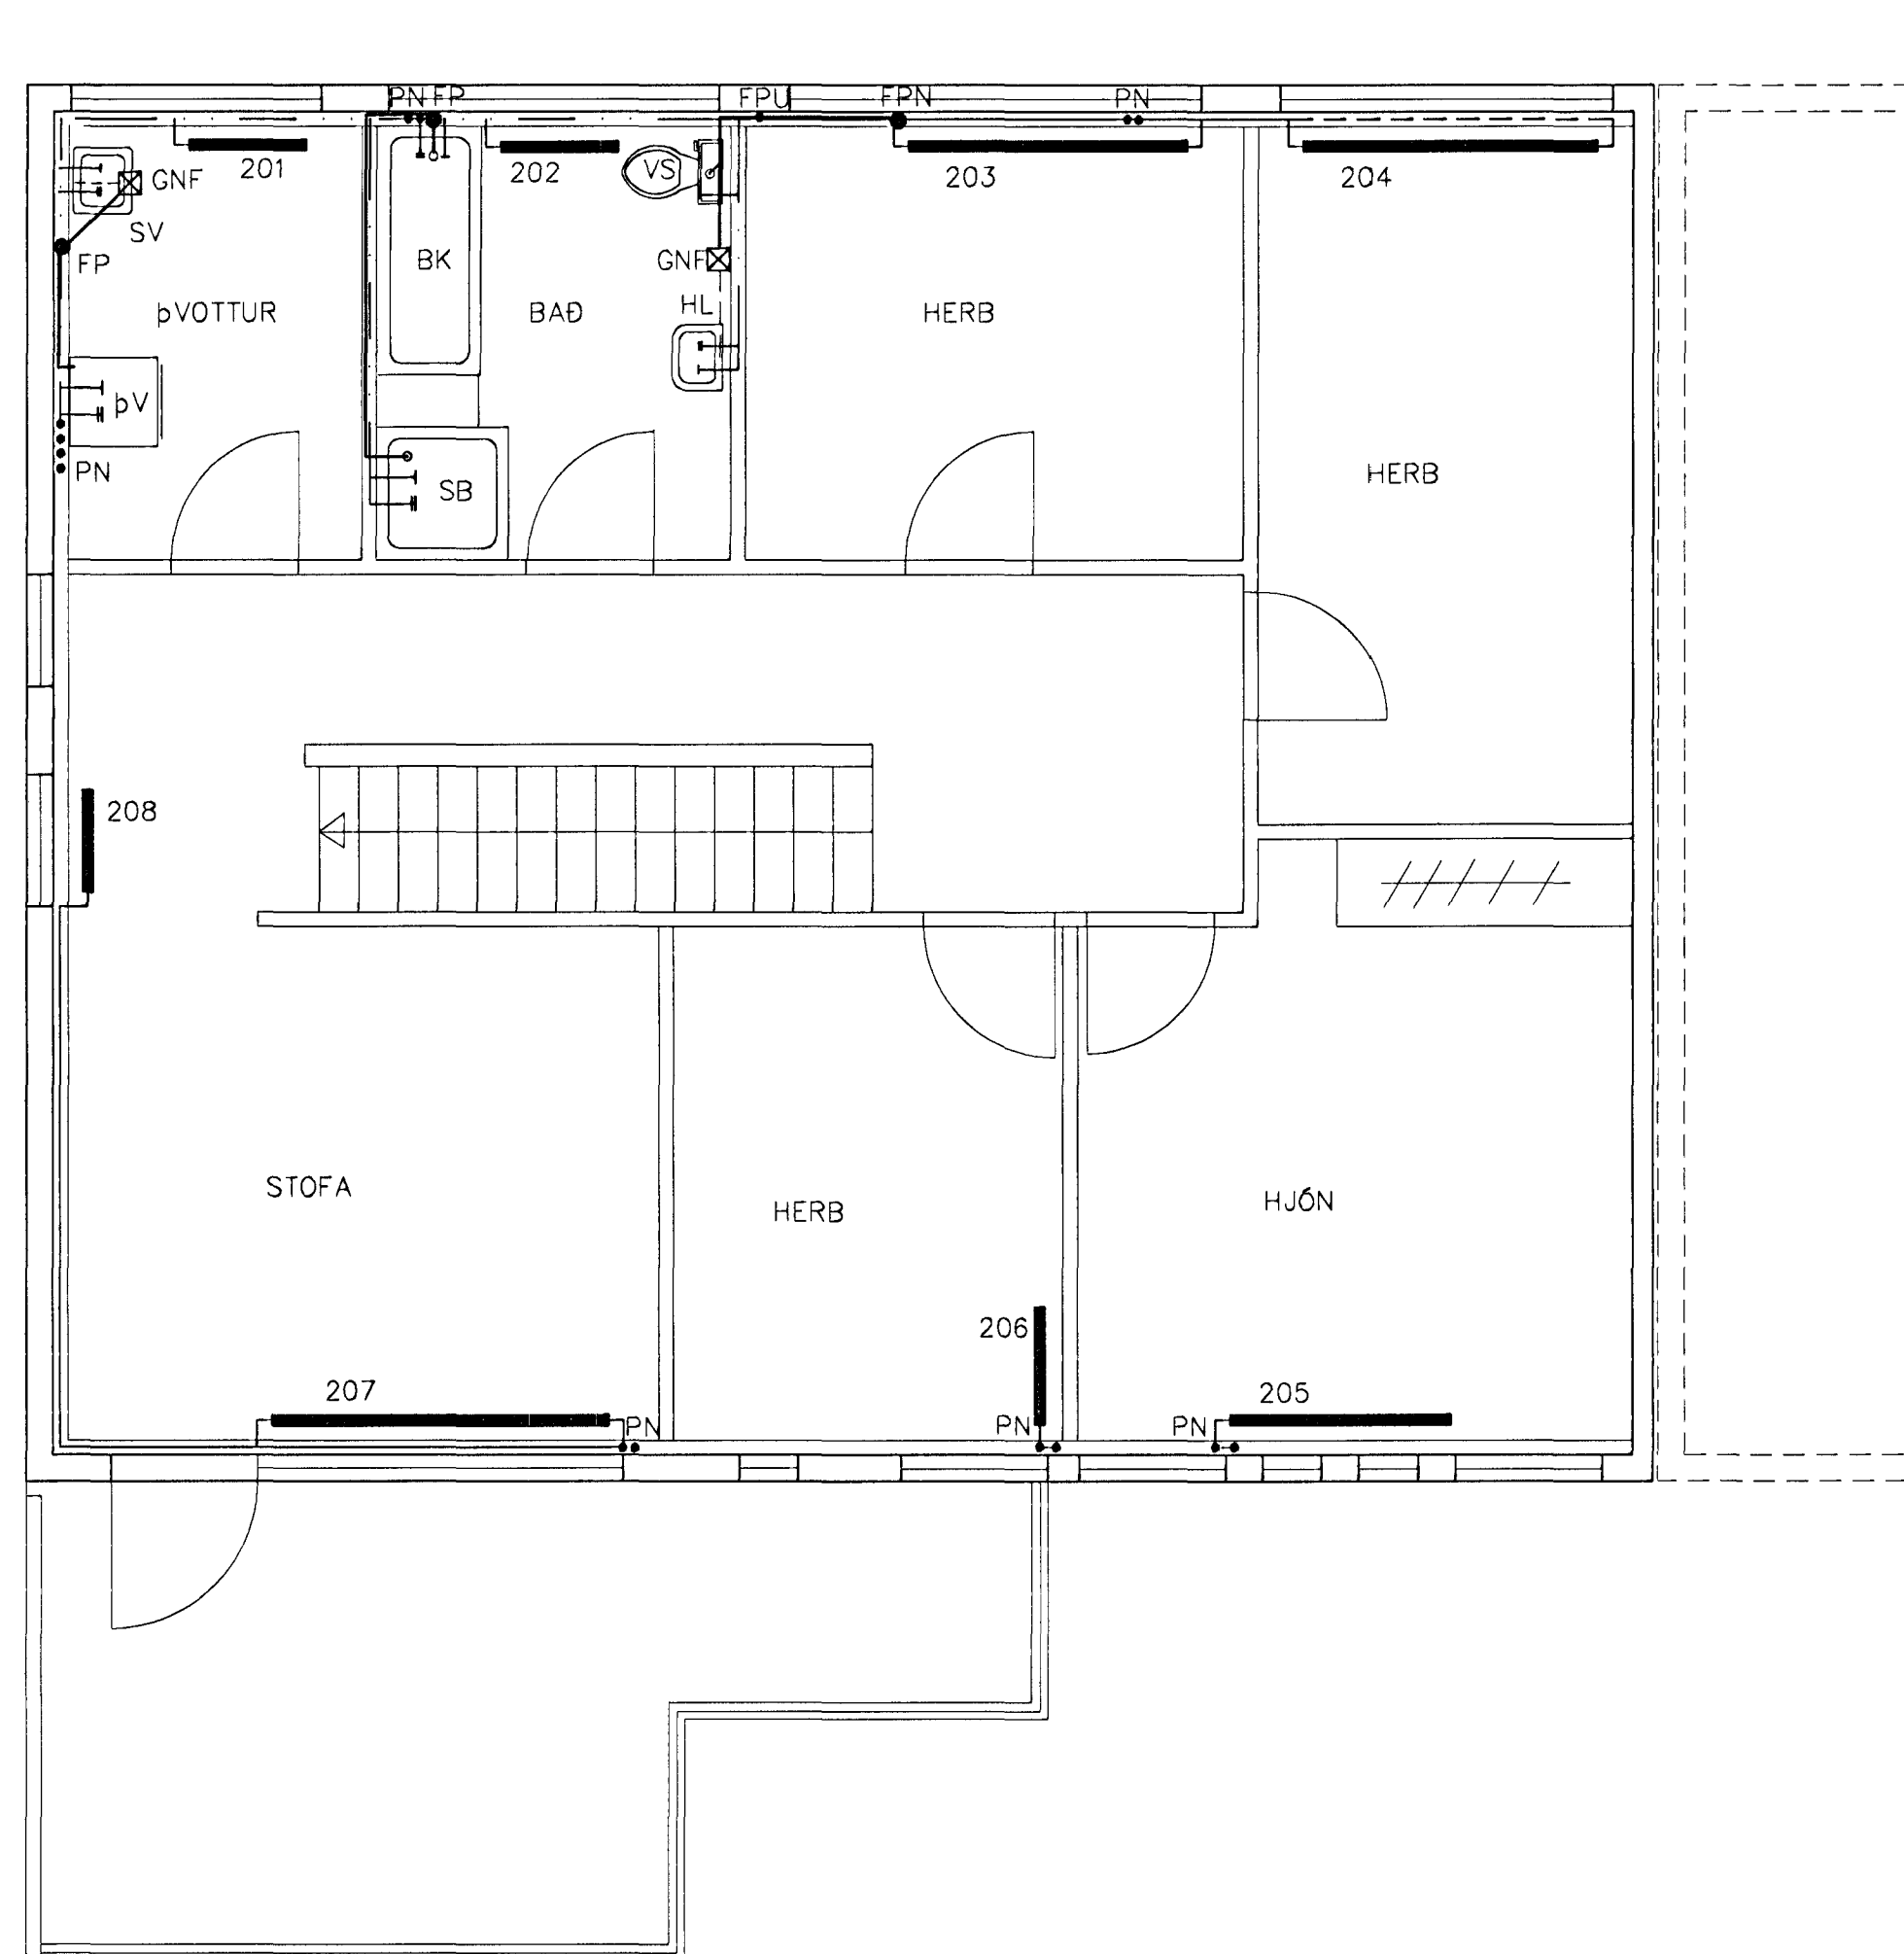 PN FP
FPU
FPN
PN
201
202
VS
203
204
GNF
SV
FP
BK
GNF
HL
ÞVOTTUR
BAÐ
HERB
ÞV
PN
SB
HERB
208
STOFA
HERB
HJÓN
206
207
PN
PN
PN
205